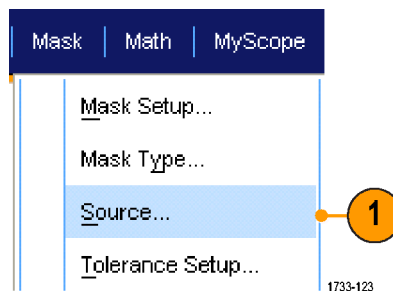 Mask Math MyScope
Mask Setup...
Mask Type...
Source...
1
Tolerance Setup...
1733-123